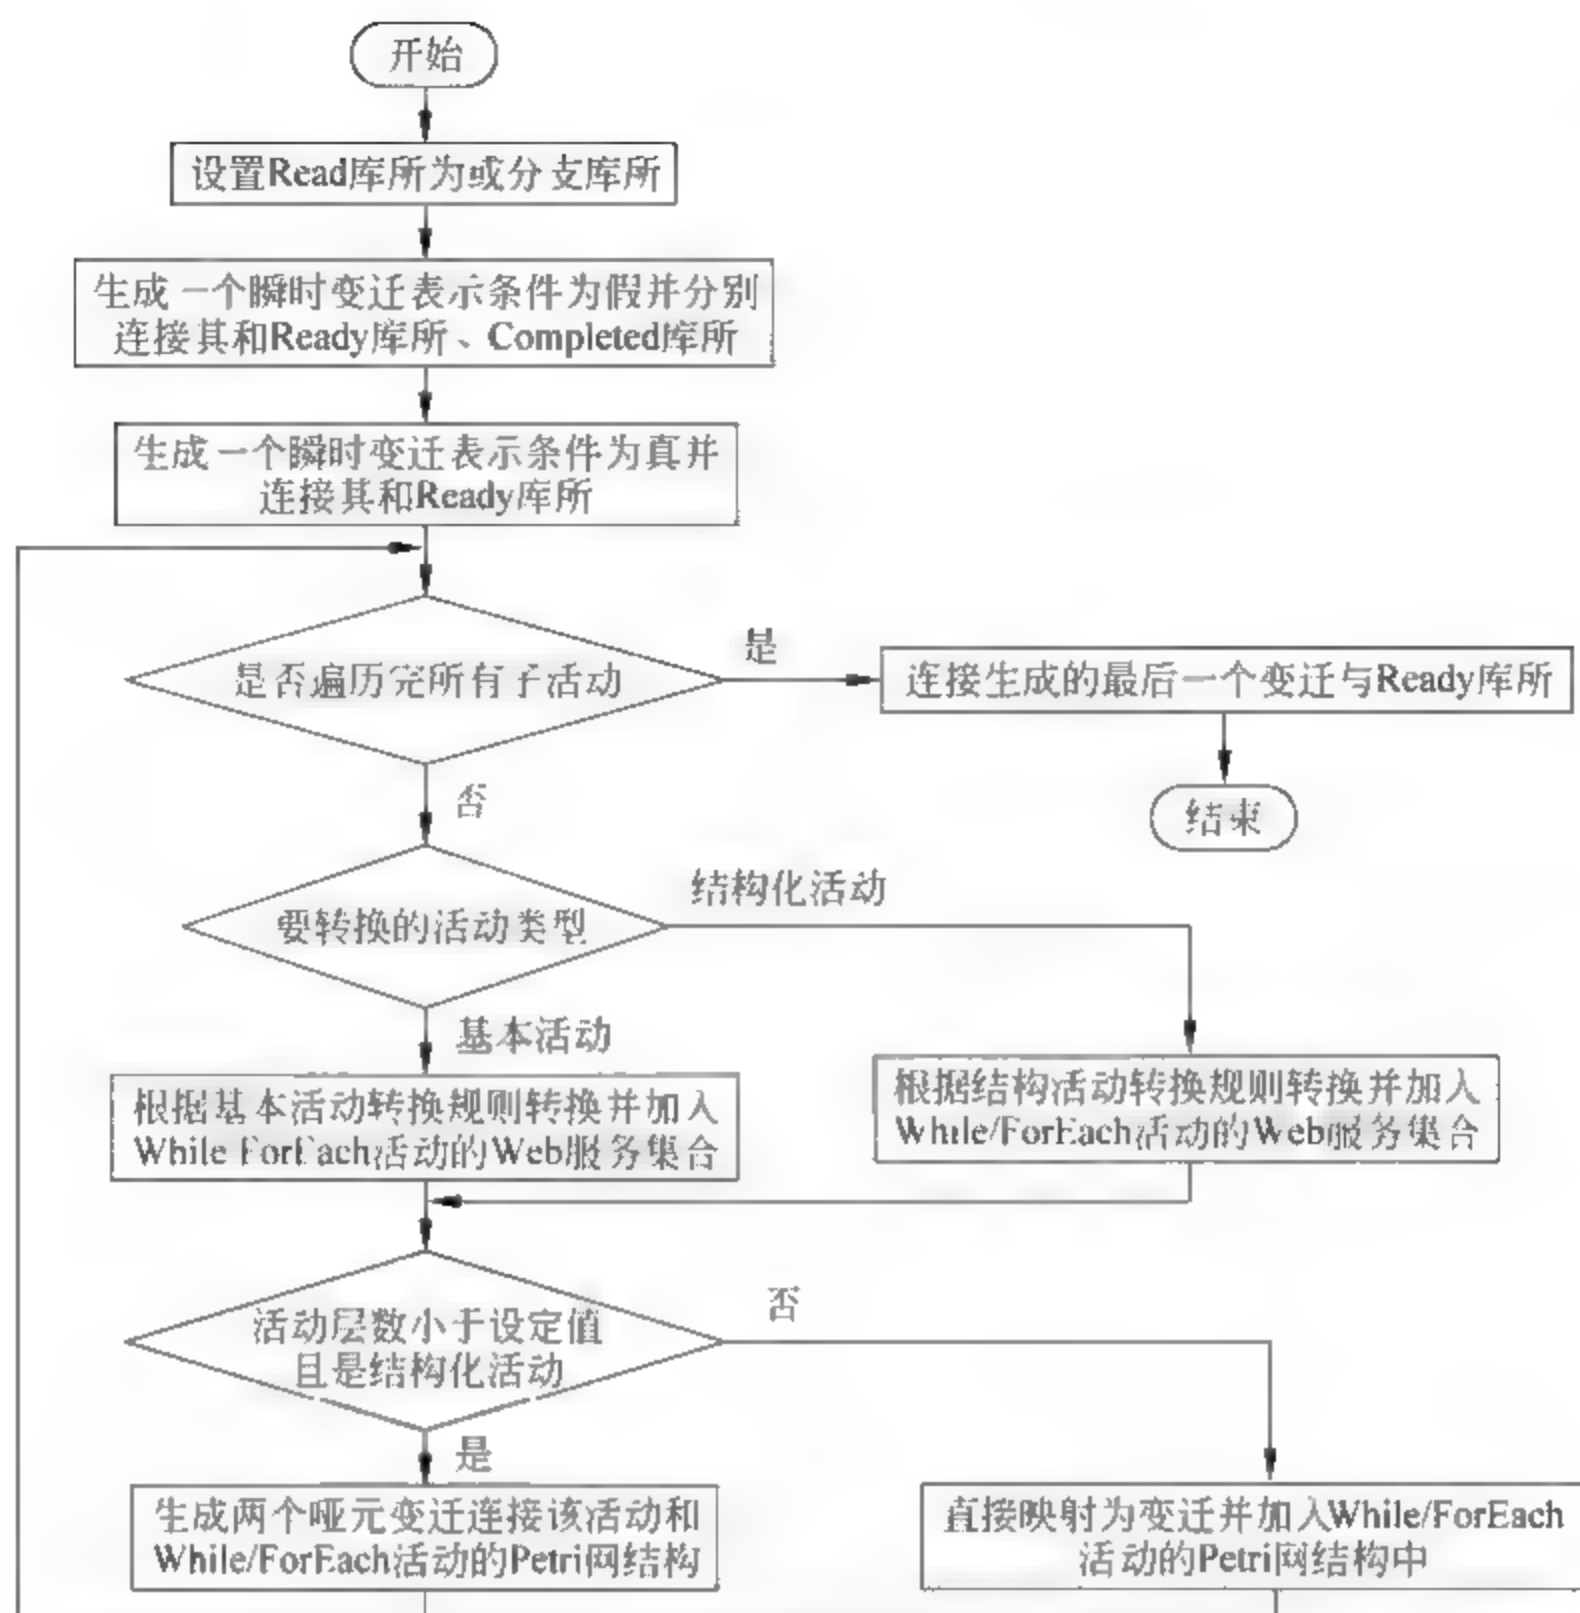 开始
设置Read库所为或分支库所
生成一个瞬时变迁表示条件为假并分别
连接其和Ready库所、Completed库所
生成一个瞬时变迁表示条件为真并
连接其和Ready库所
是否遍历完所有子活动
是
连接生成的最后一个变迁与Ready库所
否
结束
要转换的活动类型
结构化活动
基本活动
根据基本活动转换规则转换并加入
While ForEach活动的Web服务集合
根据结构活动转换规则转换并加入
While/ForEach活动的Web服务集合
活动层数小于设定值
且是结构化活动
否
是
生成两个哑元变迁连接该活动和
While/ForEach活动的Petri网结构
直接映射为变迁并加入While/ForEach
活动的Petri网结构中